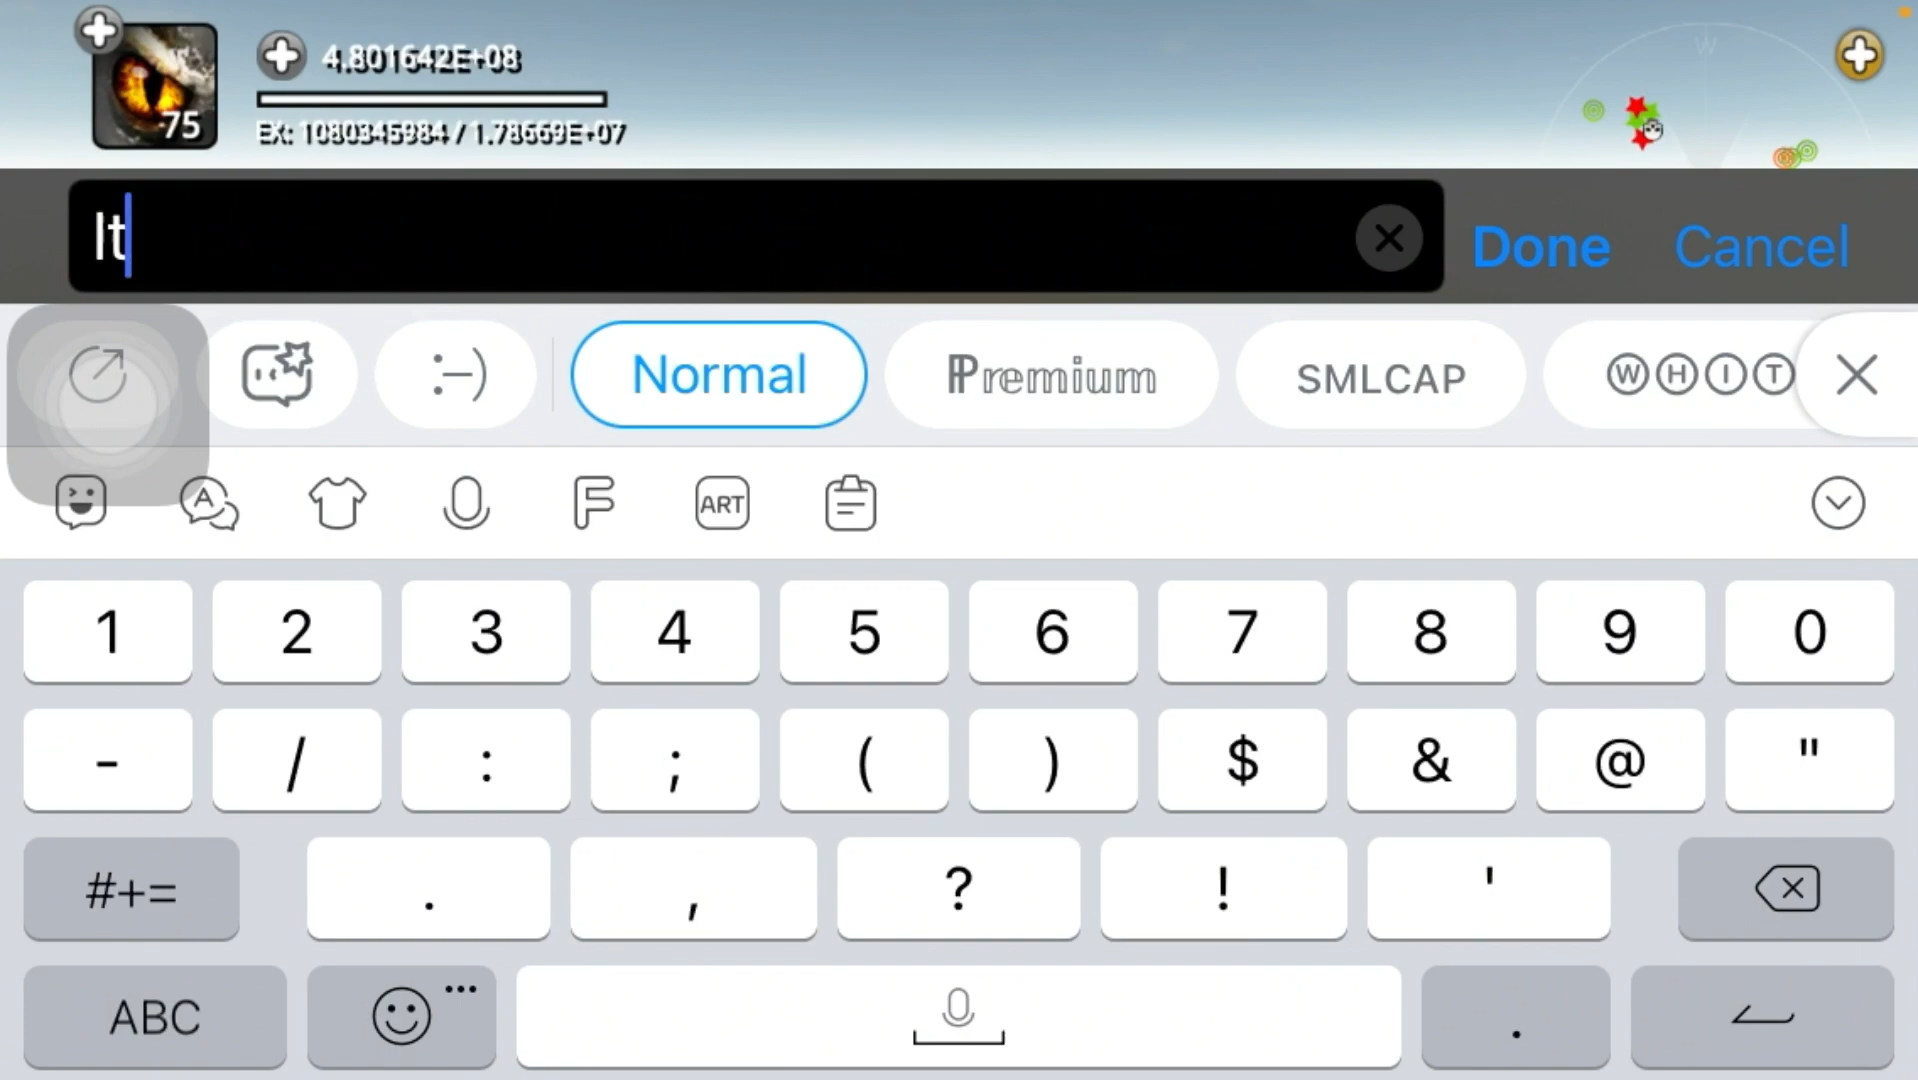 4.801642E+08
75
EX: 1080345984 / 1.78669E+07
W
It
Done
Cancel
:-)
Normal
ℙremium
SMLCAP
ⓌⒽⒾⓉ
A
F
ART
1 2 3 4 5 6 7 8 9 0
- / : ; ( ) $ & @ "
#+= . , ? ! '
ABC .